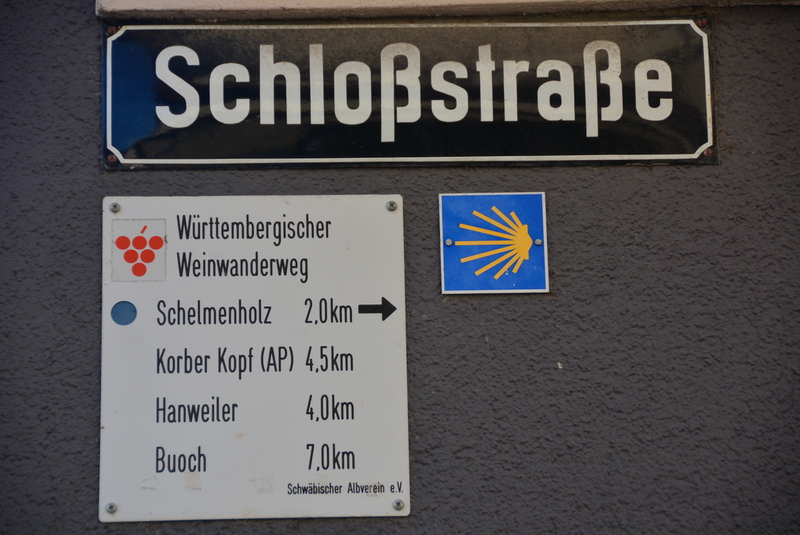 Schloßstraße
Württembergischer
Weinwanderweg
Schelmenholz 2,0km
Korber Kopf (AP) 4,5km
Hanweiler 4,0km
Buoch 7,0km
Schwäbischer Albverein e.V.